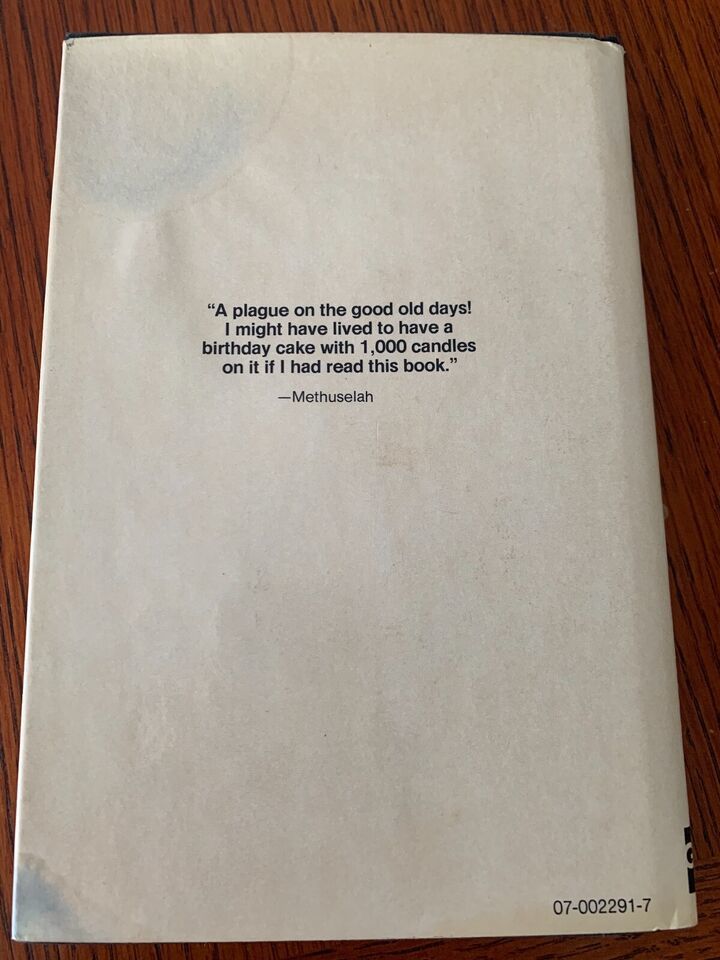 “A plague on the good old days!
I might have lived to have a
birthday cake with 1,000 candles
on it if I had read this book.”
—Methuselah
07-002291-7